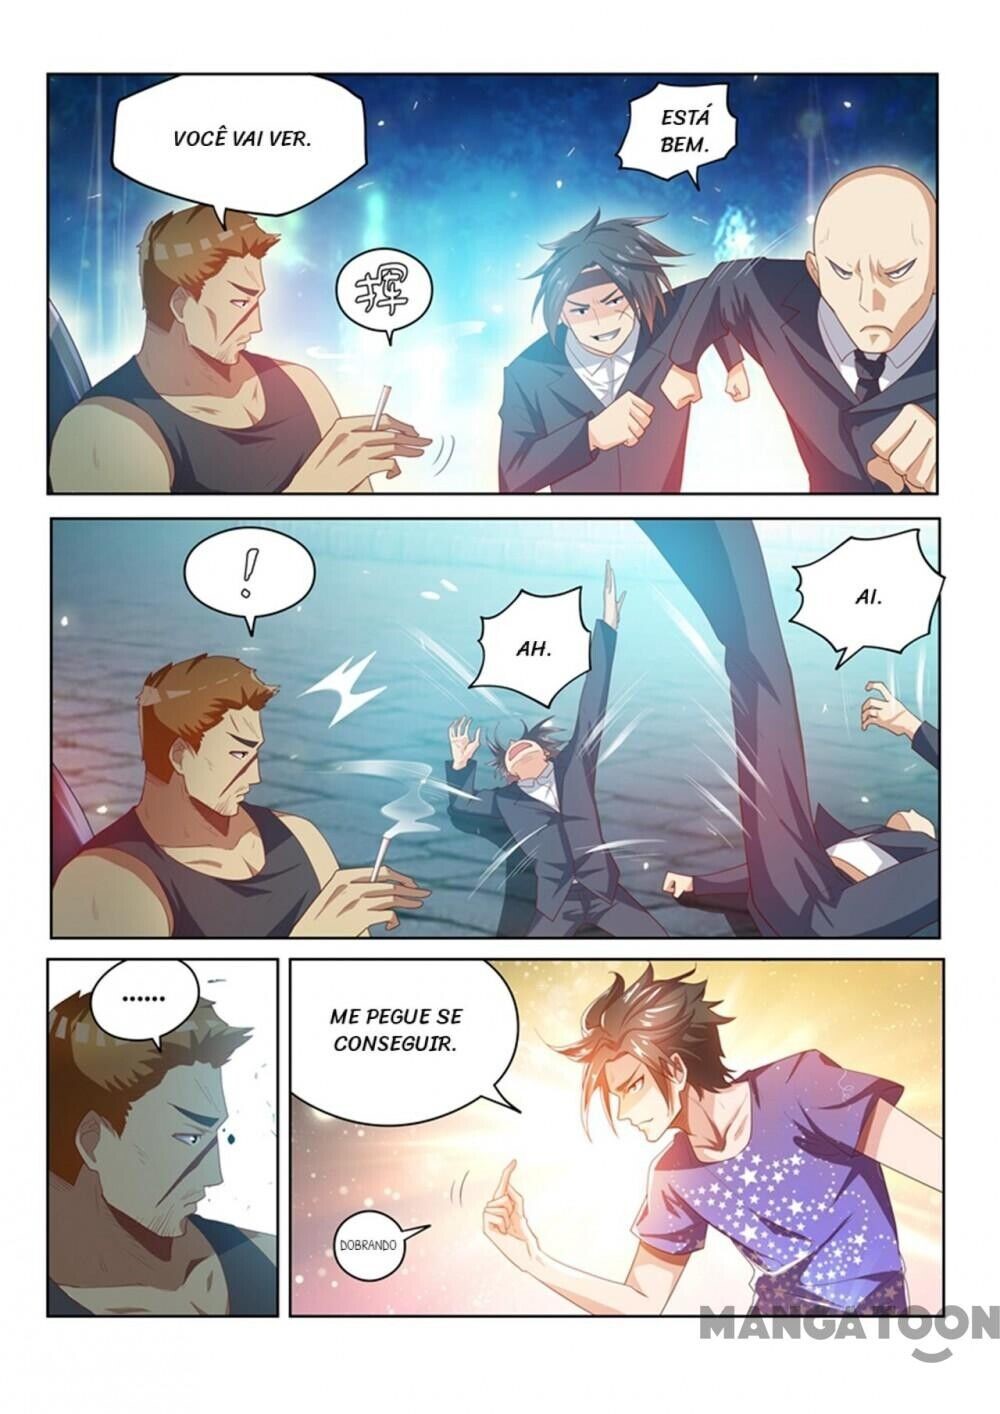 VOCÊ VAI VER.
ESTÁ
BEM.
挥
!
AH.
AI.
......
ME PEGUE SE
CONSEGUIR.
DOBRANDO
MANGATOON